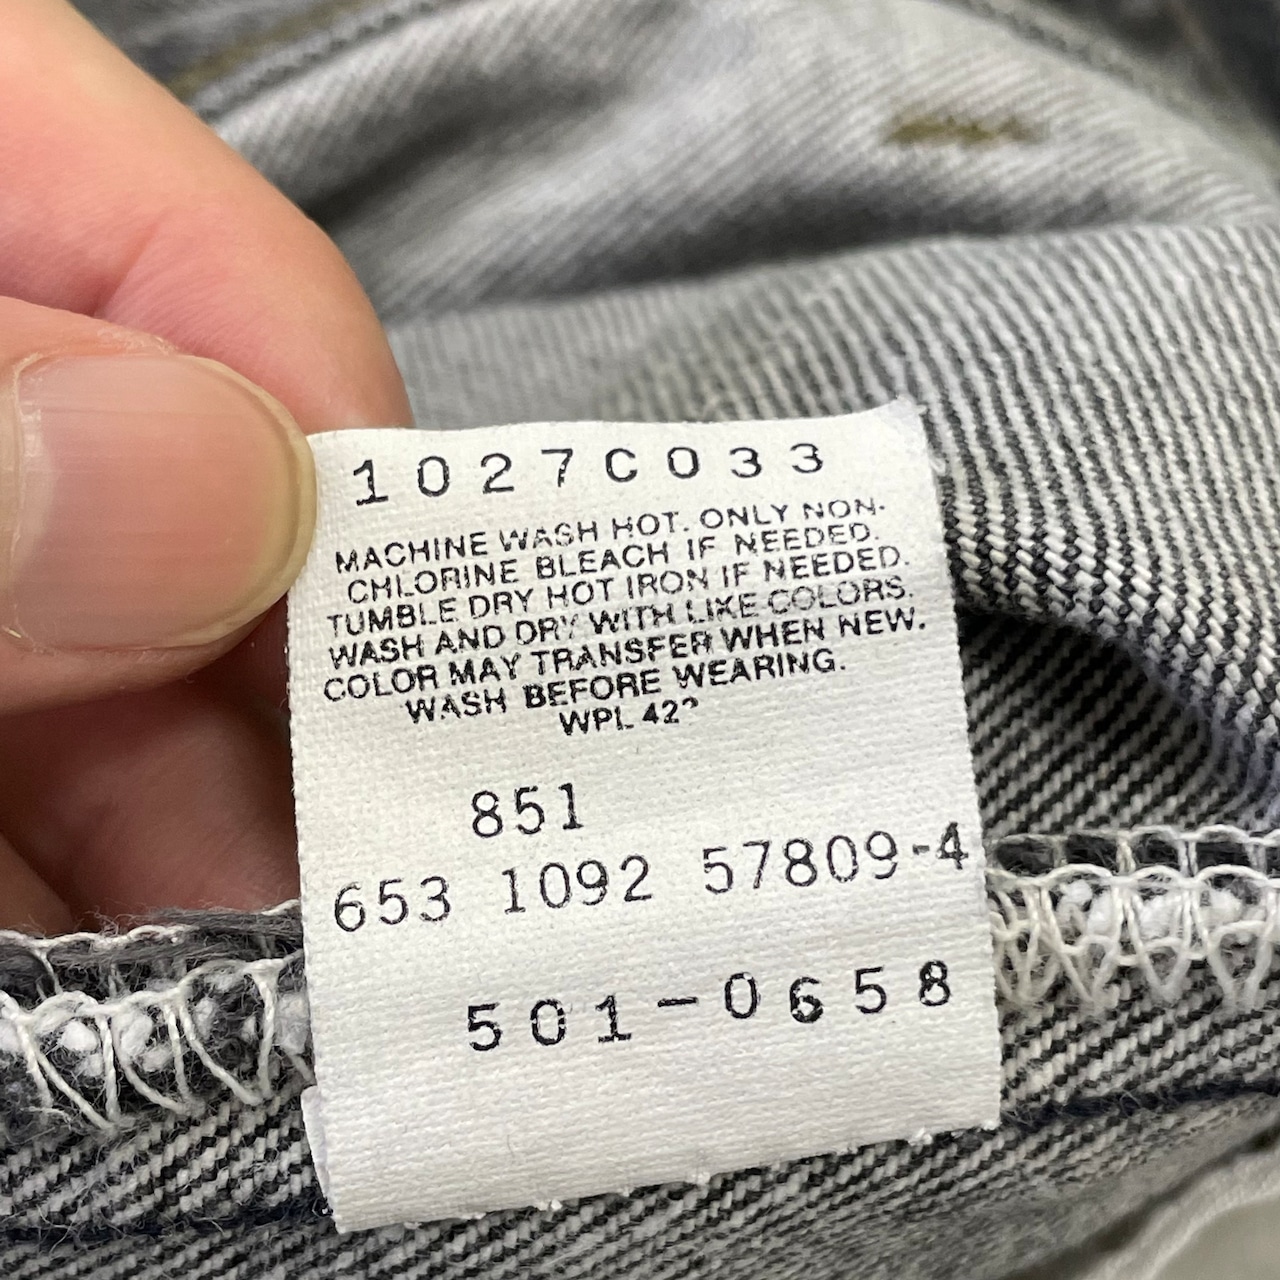 1027C033
MACHINE WASH HOT. ONLY NON-
CHLORINE BLEACH IF NEEDED.
TUMBLE DRY HOT IRON IF NEEDED.
WASH AND DRY WITH LIKE COLORS.
COLOR MAY TRANSFER WHEN NEW.
WASH BEFORE WEARING.
WPL
851
653 1092 57809-4
501-0658